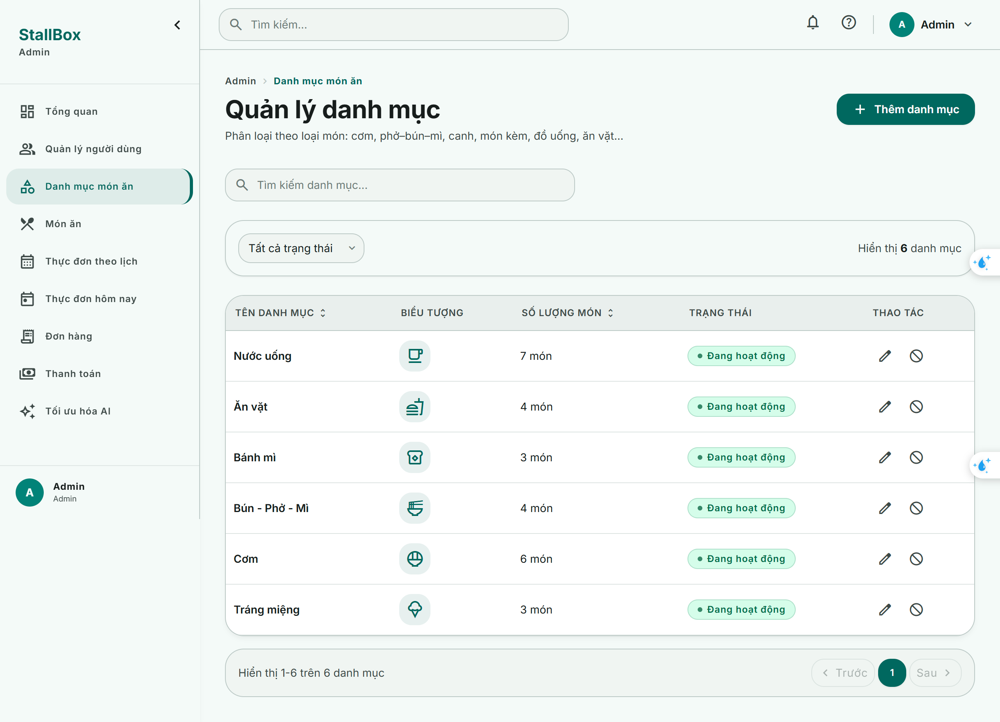 StallBox
Admin
Tổng quan
Quản lý người dùng
Danh mục món ăn
Món ăn
Thực đơn theo lịch
Thực đơn hôm nay
Đơn hàng
Thanh toán
Tối ưu hóa AI
A
Admin
Admin
Tìm kiếm...
A Admin
Admin > Danh mục món ăn
Quản lý danh mục
Thêm danh mục
Phân loại theo loại món: cơm, phở–bún–mì, canh, món kèm, đồ uống, ăn vặt...
Tìm kiếm danh mục...
Tất cả trạng thái
Hiển thị 6 danh mục
TÊN DANH MỤC BIỂU TƯỢNG SỐ LƯỢNG MÓN TRẠNG THÁI THAO TÁC
Nước uống 7 món Đang hoạt động
Ăn vặt 4 món Đang hoạt động
Bánh mì 3 món Đang hoạt động
Bún - Phở - Mì 4 món Đang hoạt động
Cơm 6 món Đang hoạt động
Tráng miệng 3 món Đang hoạt động
Hiển thị 1-6 trên 6 danh mục
Trước 1 Sau